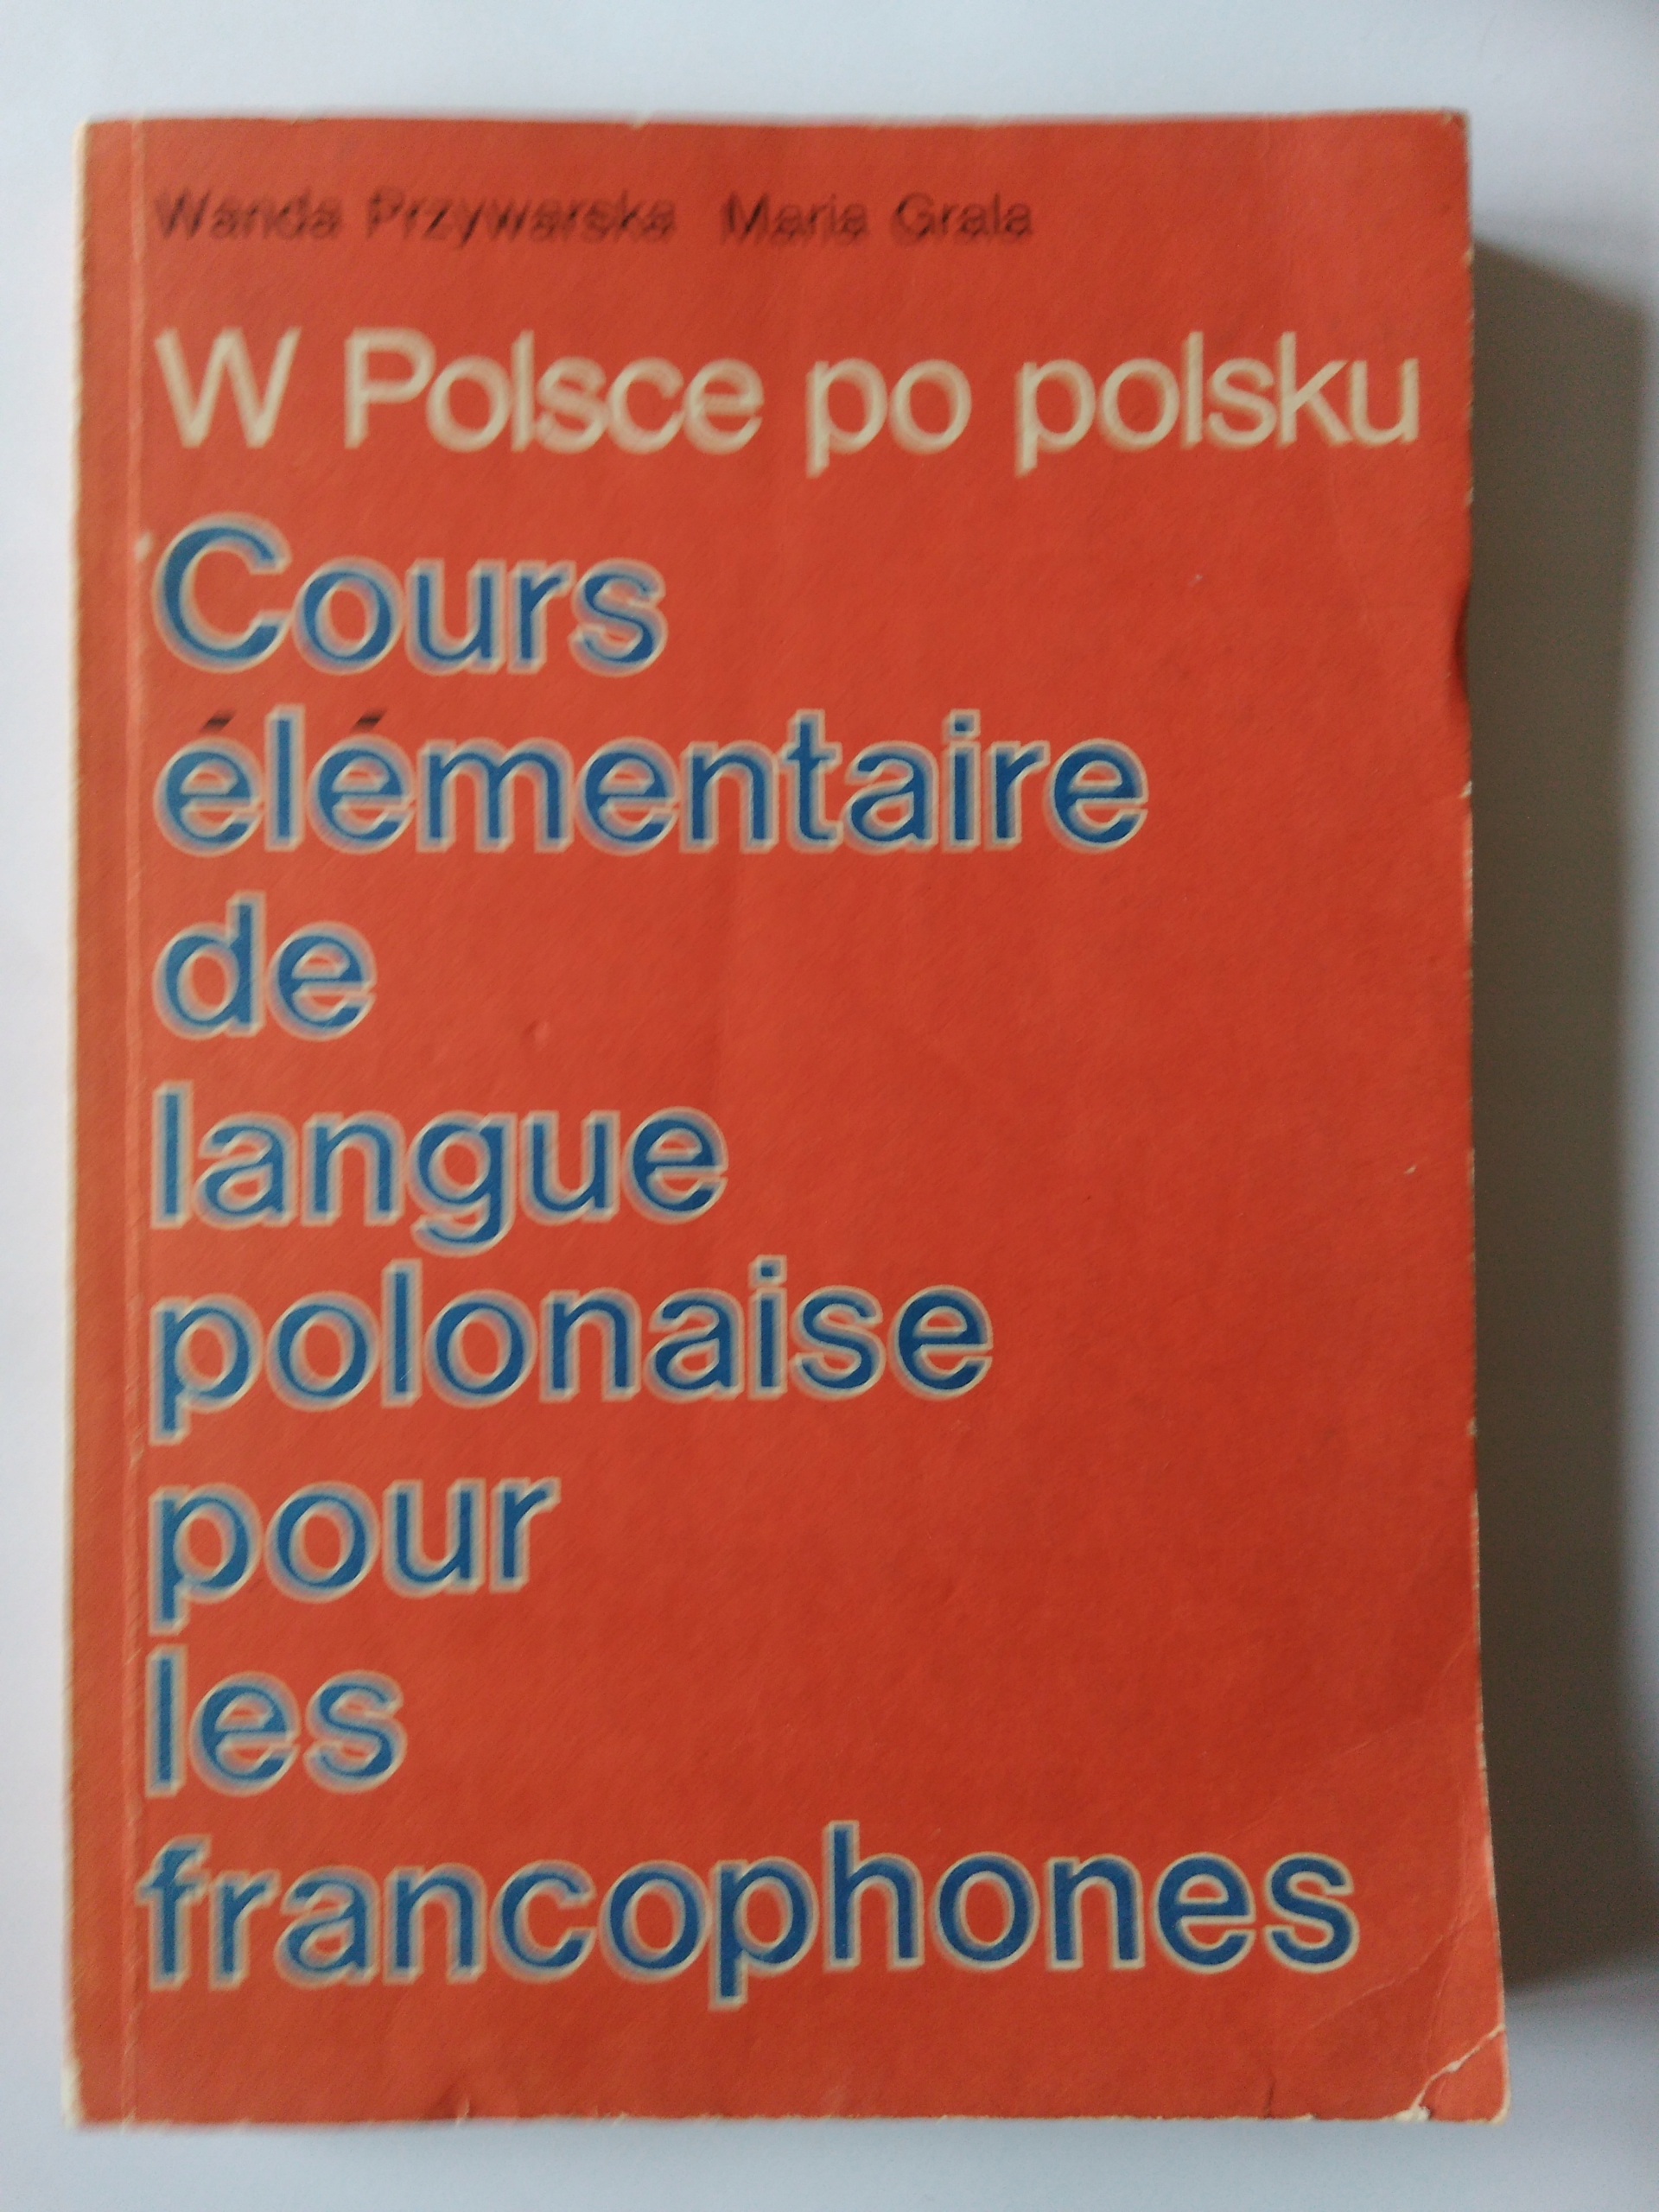 Wanda Przywarska Maria Grala
W Polsce po polsku
Cours
élémentaire
de
langue
polonaise
pour
les
francophones